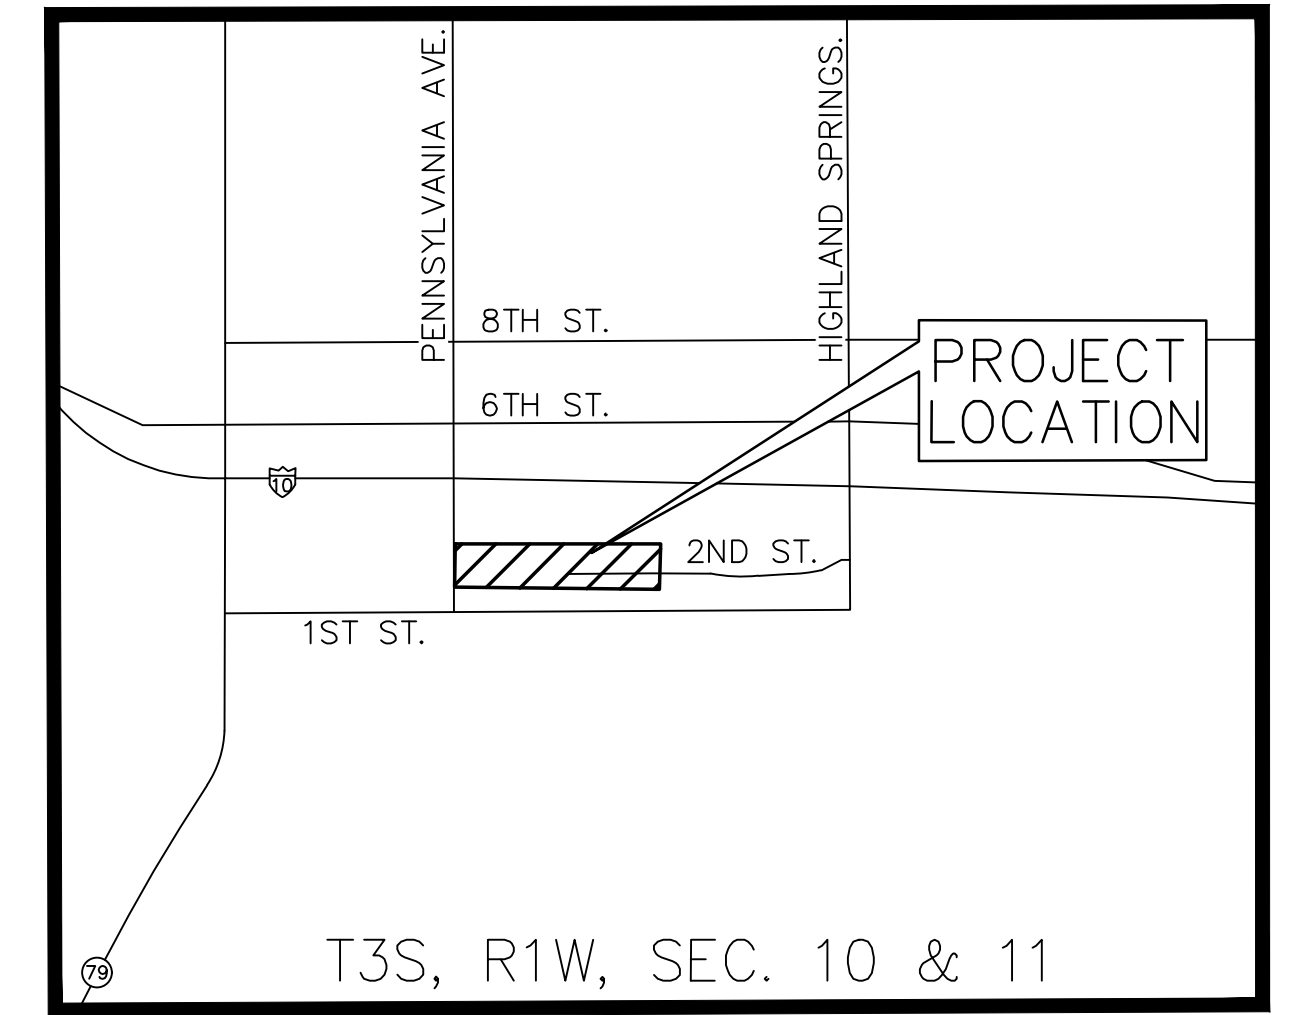 PENNSYLVANIA AVE.
HIGHLAND SPRINGS.
8TH ST.
PROJECT
LOCATION
6TH ST.
10
2ND ST.
1ST ST.
79
T3S, R1W, SEC. 10 & 11